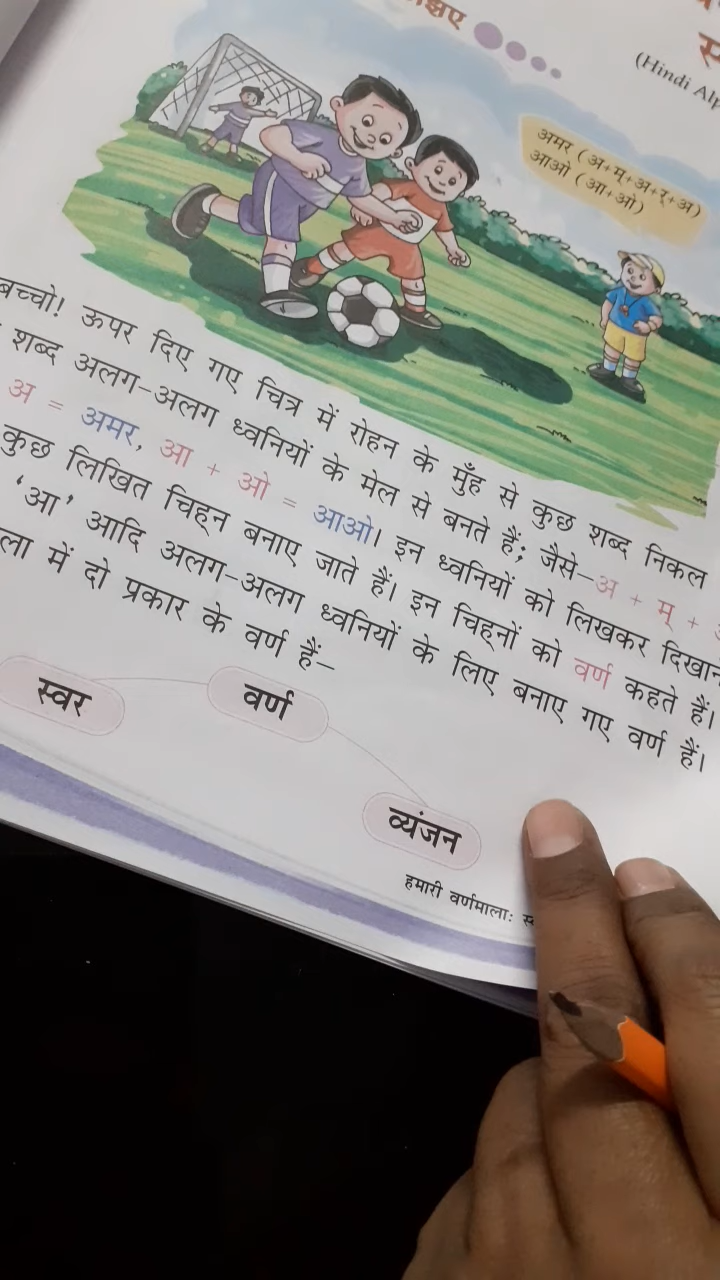 स्
(Hindi Alp
अमर (अ+म्+अ+र्+अ)
आओ (आ+ओ)
बच्चो! ऊपर दिए गए चित्र में रोहन के मुँह से कुछ शब्द निकल
शब्द अलग-अलग ध्वनियों के मेल से बनते हैं; जैसे-अ + म् +
अ = अमर, आ + ओ = आओ। इन ध्वनियों को लिखकर दिखान
कुछ लिखित चिह्न बनाए जाते हैं। इन चिह्नों को वर्ण कहते हैं।
'आ' आदि अलग-अलग ध्वनियों के लिए बनाए गए वर्ण हैं।
ला में दो प्रकार के वर्ण हैं-
स्वर
वर्ण
व्यंजन
हमारी वर्णमाला: